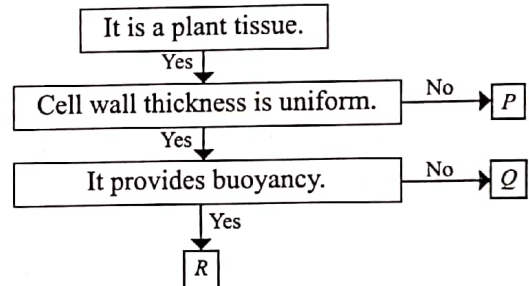 It is a plant tissue.
Yes
Cell wall thickness is uniform.
No
P
Yes
It provides buoyancy.
No
Q
Yes
R